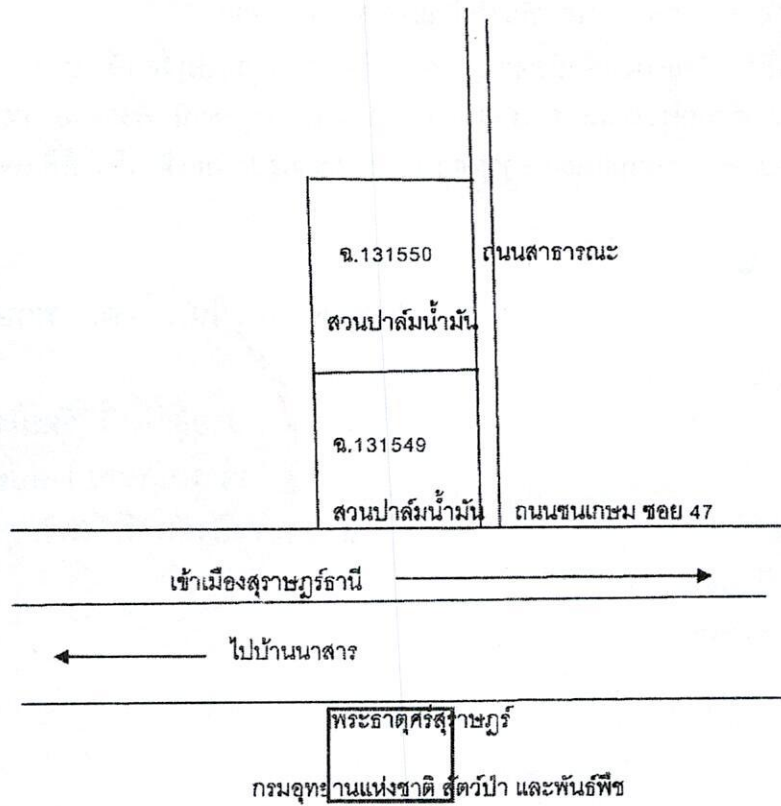 ฉ.131550 ถนนสาธารณะ
สวนปาล์มน้ำมัน
ฉ.131549
สวนปาล์มน้ำมัน ถนนชนเกษม ซอย 47
เข้าเมืองสุราษฎร์ธานี
ไปบ้านนาสาร
พระธาตุศรีสุราษฎร์
กรมอุทยานแห่งชาติ สัตว์ป่า และพันธ์พืช